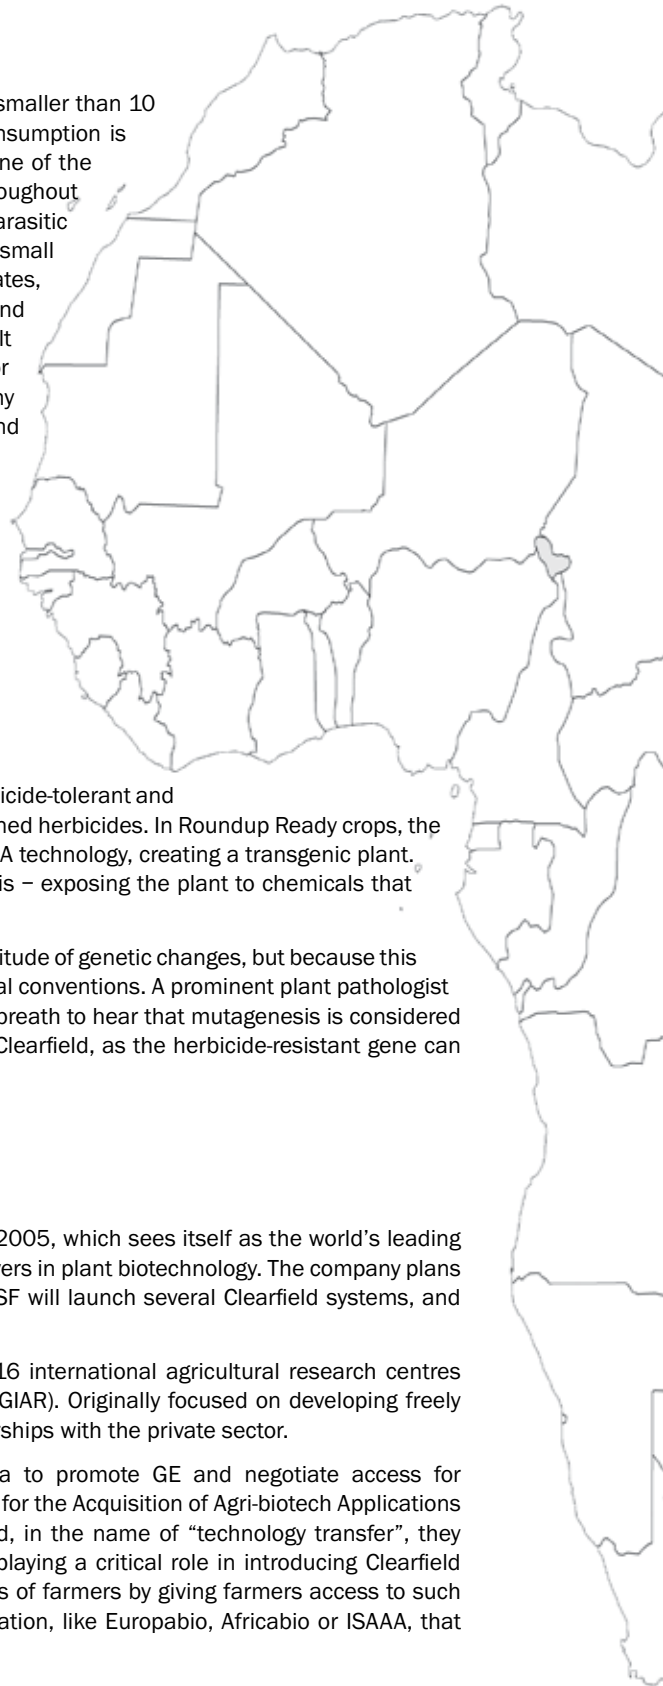 smaller than 10
nsumption is
ne of the
roughout
arasitic
small
ates,
nd
lt
or
ny
nd
icide-tolerant and
ned herbicides. In Roundup Ready crops, the
A technology, creating a transgenic plant.
is – exposing the plant to chemicals that
itude of genetic changes, but because this
al conventions. A prominent plant pathologist
breath to hear that mutagenesis is considered
Clearfield, as the herbicide-resistant gene can
2005, which sees itself as the world’s leading
ers in plant biotechnology. The company plans
SF will launch several Clearfield systems, and
16 international agricultural research centres
GIAR). Originally focused on developing freely
rships with the private sector.
a to promote GE and negotiate access for
for the Acquisition of Agri-biotech Applications
d, in the name of “technology transfer”, they
playing a critical role in introducing Clearfield
s of farmers by giving farmers access to such
ation, like Europabio, Africabio or ISAAA, that